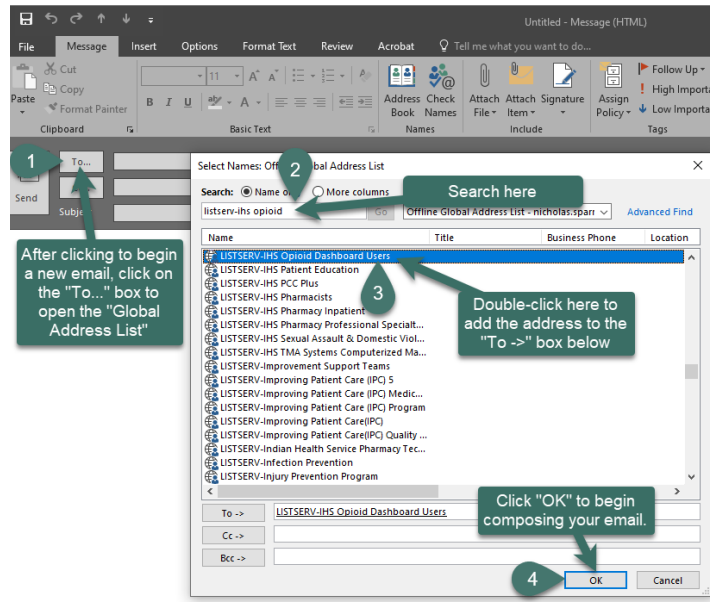 Untitled - Message (HTML)
File Message Insert Options Format Text Review Acrobat Tell me what you want to do...
Cut
Copy
Format Painter
Paste
11
B I U
Address Book
Check Names
Attach File
Attach Item
Signature
Assign Policy
Follow Up
High Importa
Low Importa
Clipboard Basic Text Names Include Tags
1
To...
Send
Subje
After clicking to begin
a new email, click on
the "To..." box to
open the "Global
Address List"
Select Names: Of
bal Address List
2
Search: Name o More columns
Search here
listserv-ihs opioid Go Offline Global Address List - nicholas.sparr Advanced Find
Name Title Business Phone Location
LISTSERV-IHS Opioid Dashboard Users
LISTSERV-IHS Patient Education
LISTSERV-IHS PCC Plus
LISTSERV-IHS Pharmacists
LISTSERV-IHS Pharmacy Inpatient
LISTSERV-IHS Pharmacy Professional Specialt...
LISTSERV-IHS Sexual Assault & Domestic Viol...
LISTSERV-IHS TMA Systems Computerized Ma...
LISTSERV-Improvement Support Teams
LISTSERV-Improving Patient Care (IPC) 5
LISTSERV-Improving Patient Care (IPC) Medic...
LISTSERV-Improving Patient Care (IPC) Program
LISTSERV-Improving Patient Care(IPC)
LISTSERV-Improving Patient Care(IPC) Quality ...
LISTSERV-Indian Health Service Pharmacy Tec...
LISTSERV-Infection Prevention
LISTSERV-Injury Prevention Program
3
Double-click here to
add the address to the
"To ->" box below
Click "OK" to begin
composing your email.
To -> LISTSERV-IHS Opioid Dashboard Users
Cc ->
Bcc ->
4
OK Cancel